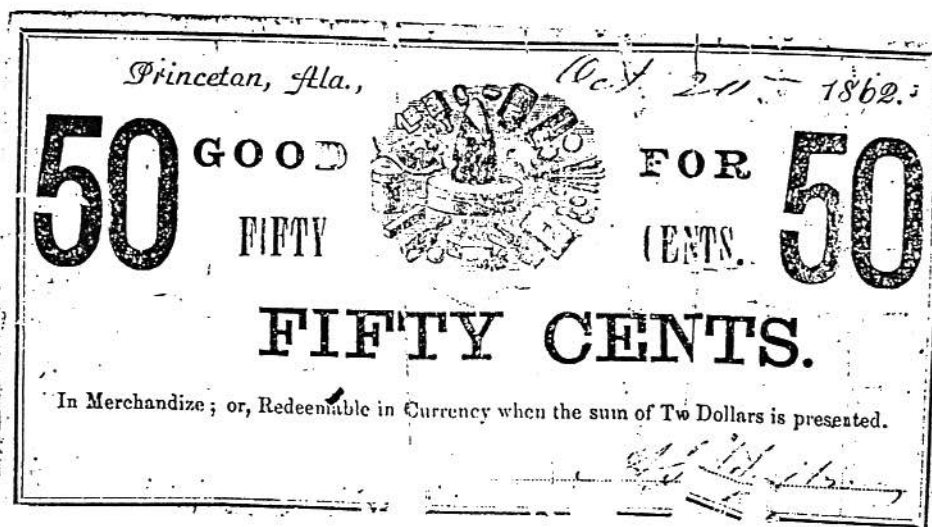 Princeton, Ala., Oct. 20 1862.
50 GOOD FOR 50
FIFTY CENTS.
FIFTY CENTS.
In Merchandize; or, Redeemable in Currency when the sum of Two Dollars is presented.